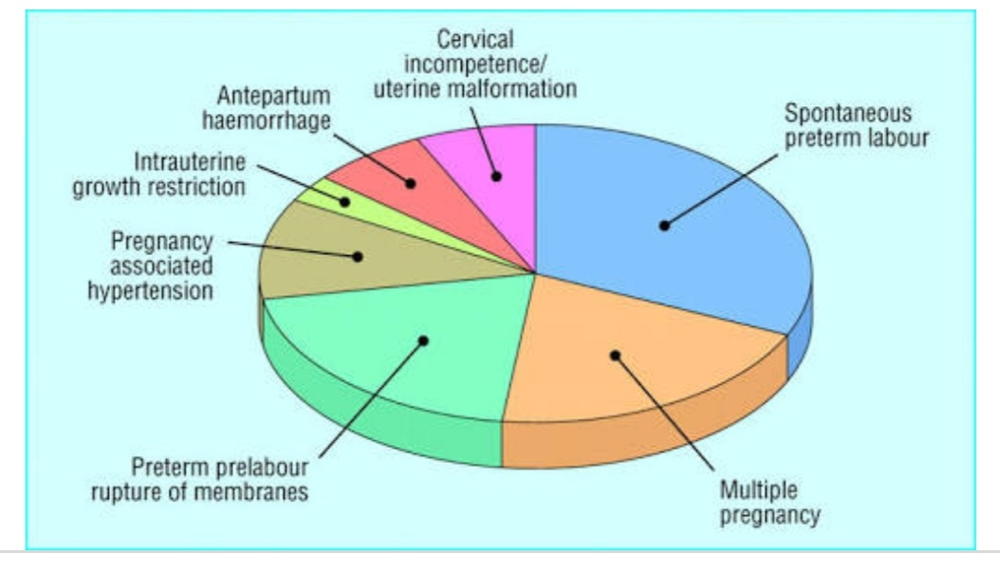 Cervical
incompetence/
uterine malformation
Antepartum
haemorrhage
Spontaneous
preterm labour
Intrauterine
growth restriction
Pregnancy
associated
hypertension
Preterm prelabour
rupture of membranes
Multiple
pregnancy